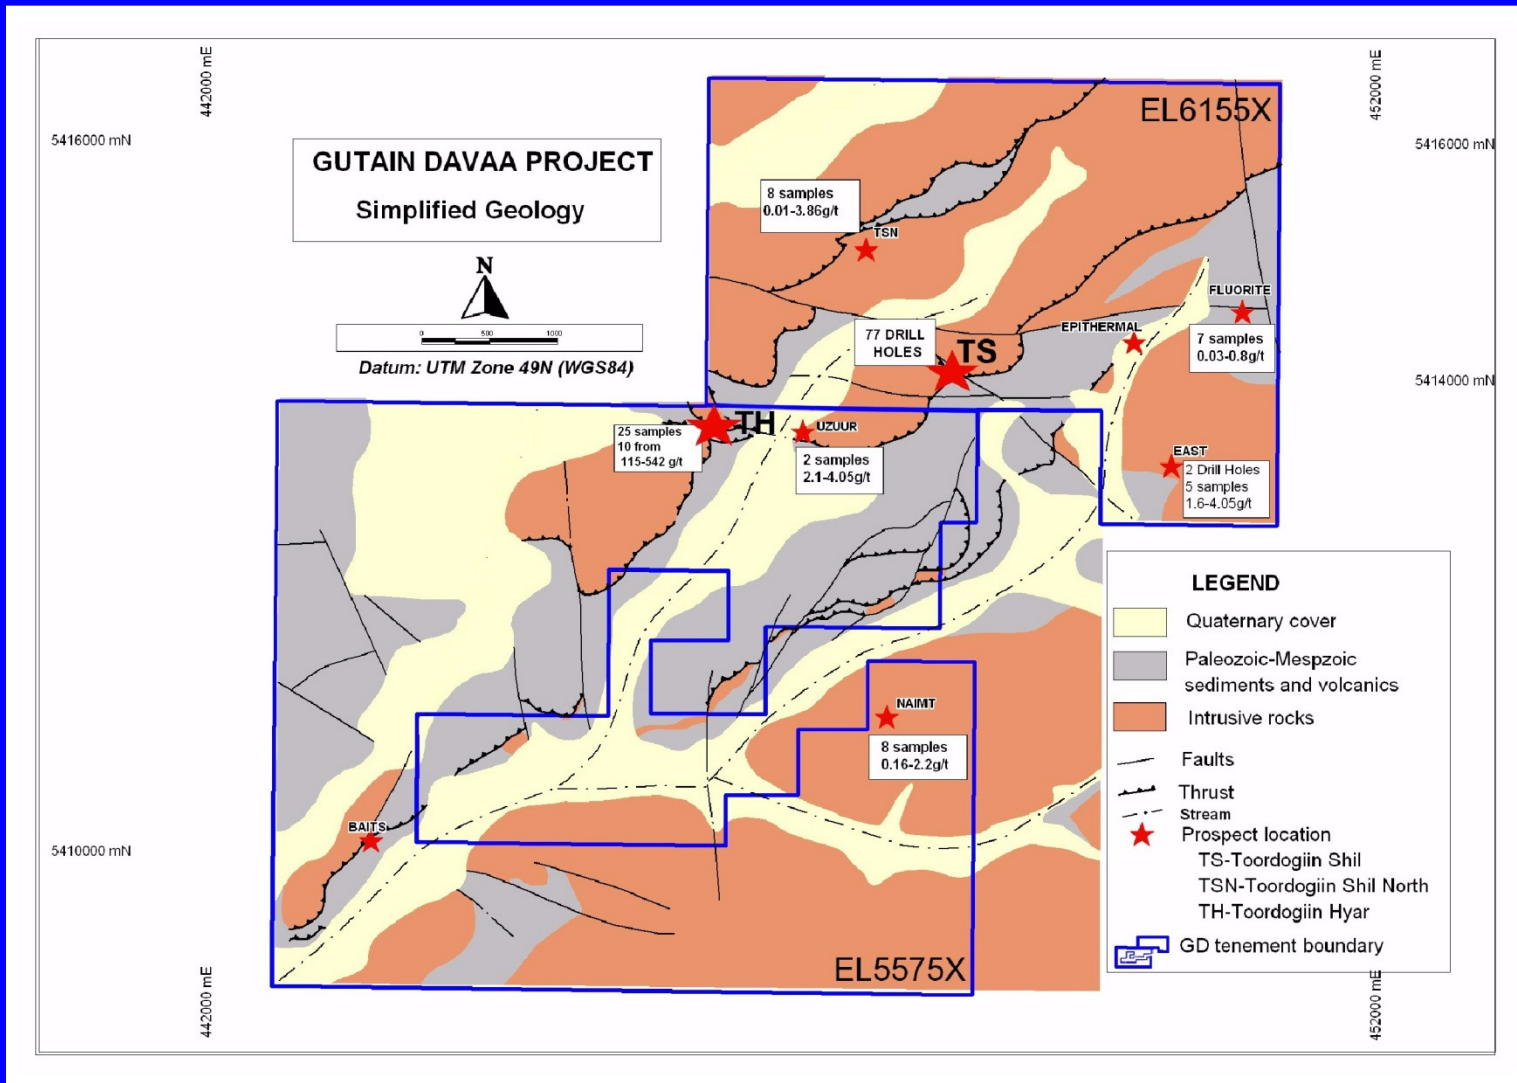 442000 mE
452000 mE
5416000 mN
5416000 mN
GUTAIN DAVAA PROJECT
Simplified Geology
EL6155X
8 samples
0.01-3.86g/t
TSN
N
0
500
1000
Datum: UTM Zone 49N (WGS84)
FLUORITE
EPITHERMAL
77 DRILL
HOLES
TS
7 samples
0.03-0.8g/t
5414000 mN
TH
UZUUR
25 samples
10 from
115-542 g/t
2 samples
2.1-4.05g/t
EAST
2 Drill Holes
5 samples
1.6-4.05g/t
LEGEND
Quaternary cover
Paleozoic-Mespzoic
sediments and volcanics
Intrusive rocks
Faults
Thrust
Stream
Prospect location
TS-Toordogiin Shil
TSN-Toordogiin Shil North
TH-Toordogiin Hyar
GD tenement boundary
NAIMT
8 samples
0.16-2.2g/t
BAITS
5410000 mN
EL5575X
442000 mE
452000 mE